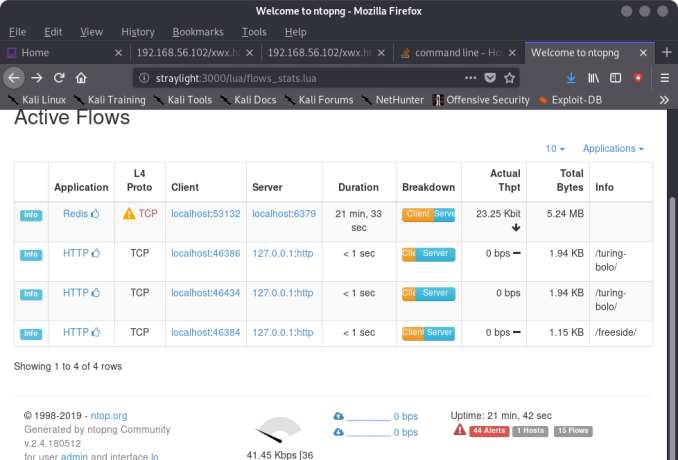 Welcome to ntopng - Mozilla Firefox
File Edit View History Bookmarks Tools Help
Home 192.168.56.102/xwx.h 192.168.56.102/xwx.h command line - Ho Welcome to ntopng
straylight:3000/lua/flows_stats.lua
Kali Linux Kali Training Kali Tools Kali Docs Kali Forums NetHunter Offensive Security Exploit-DB
Active Flows
10 Applications
Application L4 Proto Client Server Duration Breakdown Actual Thpt Total Bytes Info
Info Redis TCP localhost:53132 localhost:6379 21 min, 33 sec Client Serve 23.25 Kbit 5.24 MB
Info HTTP TCP localhost:46386 127.0.0.1:http < 1 sec Cli Server 0 bps 1.94 KB /turing-bolo/
Info HTTP TCP localhost:46434 127.0.0.1:http < 1 sec Cli Server 0 bps 1.94 KB /turing-bolo/
Info HTTP TCP localhost:46384 127.0.0.1:http < 1 sec Client Server 0 bps 1.15 KB /freeside/
Showing 1 to 4 of 4 rows
© 1998-2019 - ntop.org
Generated by ntopng Community
v.2.4.180512
for user admin and interface lo
41.45 Kbps [36
0 bps
0 bps
Uptime: 21 min, 42 sec
44 Alerts 1 Hosts 15 Flows